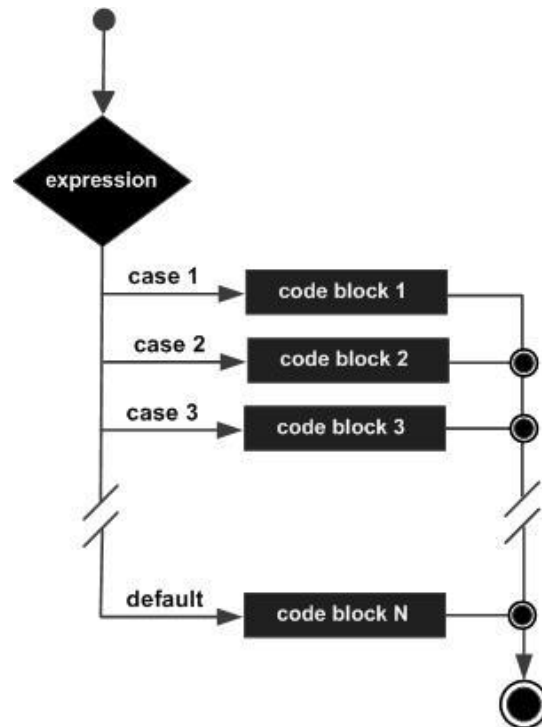 expression
case 1
code block 1
case 2
code block 2
case 3
code block 3
default
code block N